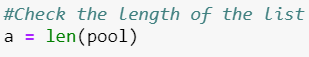 #Check the length of the list
a = len(pool)